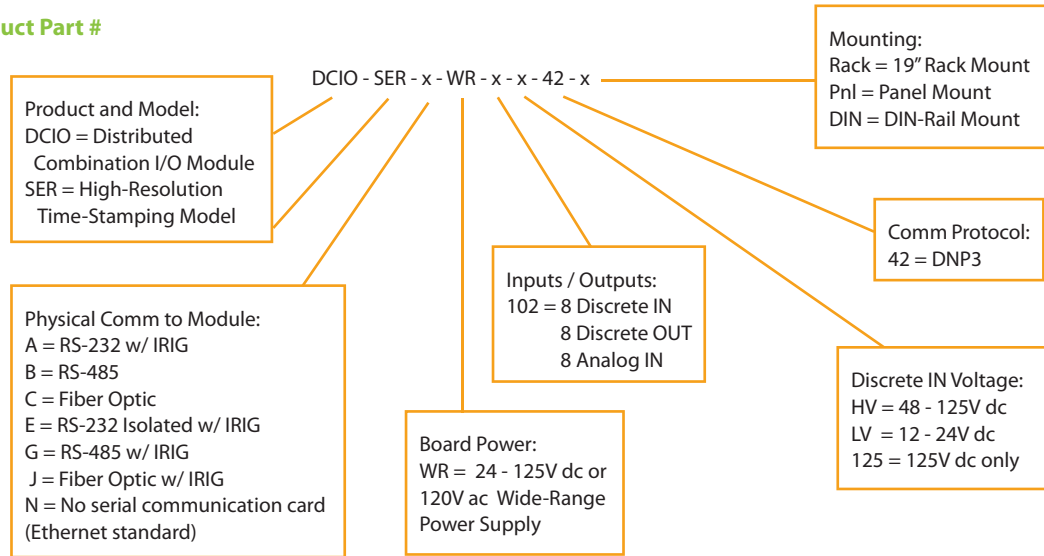 uct Part #
DCIO - SER - x - WR - x - x - 42 - x
Product and Model:
DCIO = Distributed
Combination I/O Module
SER = High-Resolution
Time-Stamping Model
Physical Comm to Module:
A = RS-232 w/ IRIG
B = RS-485
C = Fiber Optic
E = RS-232 Isolated w/ IRIG
G = RS-485 w/ IRIG
J = Fiber Optic w/ IRIG
N = No serial communication card
(Ethernet standard)
Board Power:
WR = 24 - 125V dc or
120V ac Wide-Range
Power Supply
Inputs / Outputs:
102 = 8 Discrete IN
8 Discrete OUT
8 Analog IN
Discrete IN Voltage:
HV = 48 - 125V dc
LV = 12 - 24V dc
125 = 125V dc only
Comm Protocol:
42 = DNP3
Mounting:
Rack = 19” Rack Mount
Pnl = Panel Mount
DIN = DIN-Rail Mount